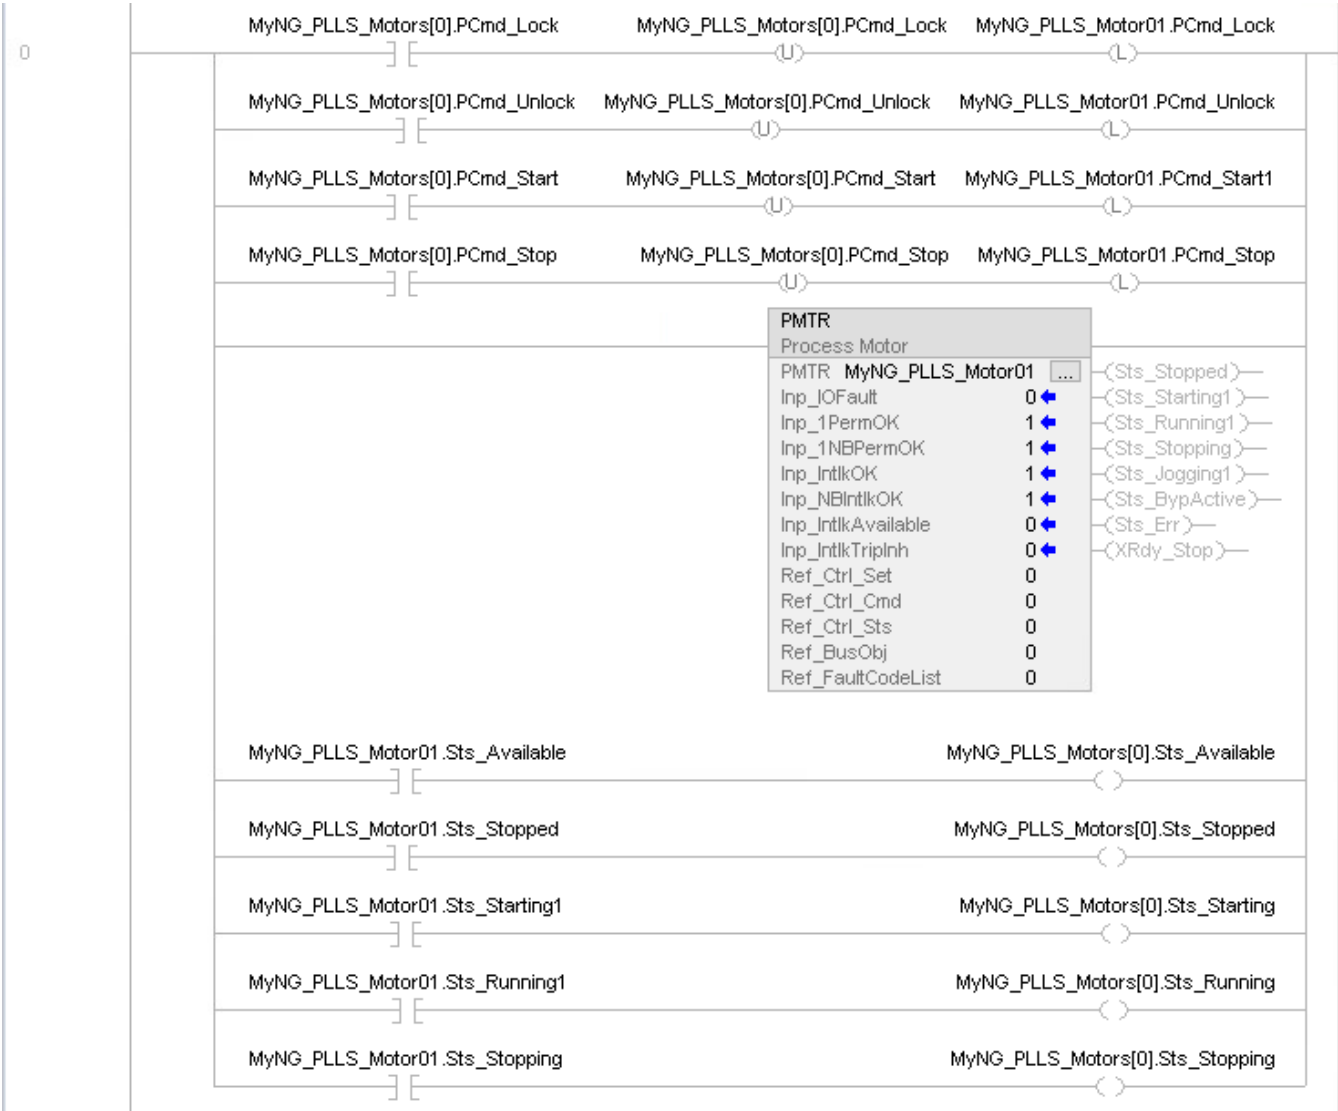 MyNG_PLLS_Motors[0].PCmd_Lock MyNG_PLLS_Motors[0].PCmd_Lock MyNG_PLLS_Motor01.PCmd_Lock
0 U L
MyNG_PLLS_Motors[0].PCmd_Unlock MyNG_PLLS_Motors[0].PCmd_Unlock MyNG_PLLS_Motor01.PCmd_Unlock
U L
MyNG_PLLS_Motors[0].PCmd_Start MyNG_PLLS_Motors[0].PCmd_Start MyNG_PLLS_Motor01.PCmd_Start1
U L
MyNG_PLLS_Motors[0].PCmd_Stop MyNG_PLLS_Motors[0].PCmd_Stop MyNG_PLLS_Motor01.PCmd_Stop
U L
PMTR
Process Motor
PMTR MyNG_PLLS_Motor01 ... (Sts_Stopped)
Inp_IOFault 0 (Sts_Starting1)
Inp_1PermOK 1 (Sts_Running1)
Inp_1NBPermOK 1 (Sts_Stopping)
Inp_IntlkOK 1 (Sts_Jogging1)
Inp_NBIntlkOK 1 (Sts_BypActive)
Inp_IntlkAvailable 0 (Sts_Err)
Inp_IntlkTripInh 0 (XRdy_Stop)
Ref_Ctrl_Set 0
Ref_Ctrl_Cmd 0
Ref_Ctrl_Sts 0
Ref_BusObj 0
Ref_FaultCodeList 0
MyNG_PLLS_Motor01.Sts_Available MyNG_PLLS_Motors[0].Sts_Available
MyNG_PLLS_Motor01.Sts_Stopped MyNG_PLLS_Motors[0].Sts_Stopped
MyNG_PLLS_Motor01.Sts_Starting1 MyNG_PLLS_Motors[0].Sts_Starting
MyNG_PLLS_Motor01.Sts_Running1 MyNG_PLLS_Motors[0].Sts_Running
MyNG_PLLS_Motor01.Sts_Stopping MyNG_PLLS_Motors[0].Sts_Stopping